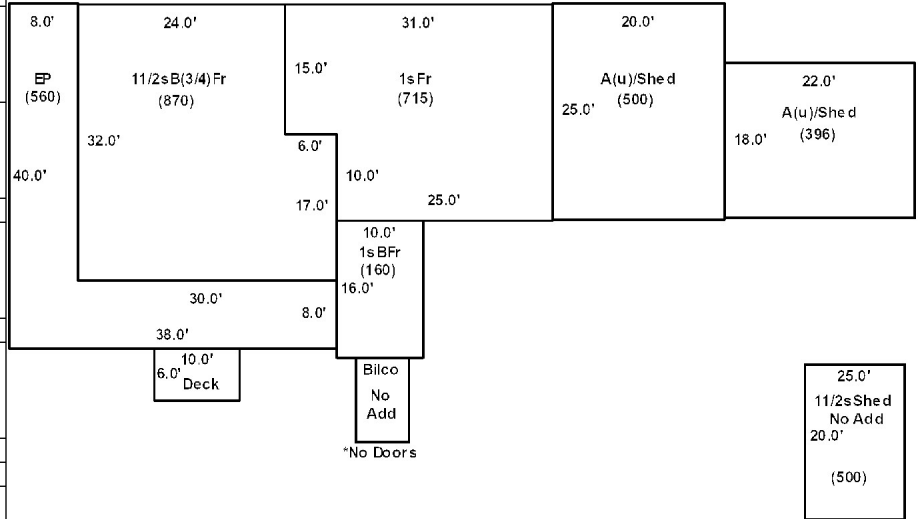 8.0'
24.0'
31.0'
20.0'
EP
(560)
11/2sB(3/4)Fr
(870)
15.0'
1sFr
(715)
A(u)/Shed
(500)
25.0'
22.0'
A(u)/Shed
(396)
18.0'
32.0'
6.0'
40.0'
10.0'
17.0'
25.0'
10.0'
1sBFr
(160)
16.0'
30.0'
8.0'
38.0'
10.0'
6.0'
Deck
Bilco
No
Add
*No Doors
25.0'
11/2sShed
No Add
20.0'
(500)